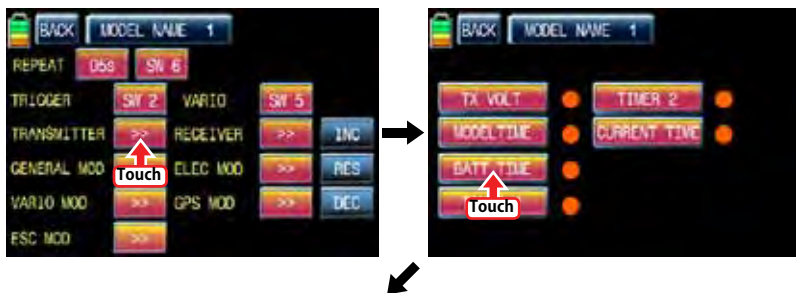 BACK MODEL NAME 1
REPEAT 05s SW 6
TRIGGER SW 2 VARIO SW 5
TRANSMITTER >> RECEIVER >> INC
GENERAL MOD ELEC MOD >> RES
Touch
VARIO MOD >> GPS MOD >> DEC
ESC MOD >>
BACK MODEL NAME 1
TX VOLT TIMER 2
MODELTIME CURRENT TIME
BATT TIME
Touch